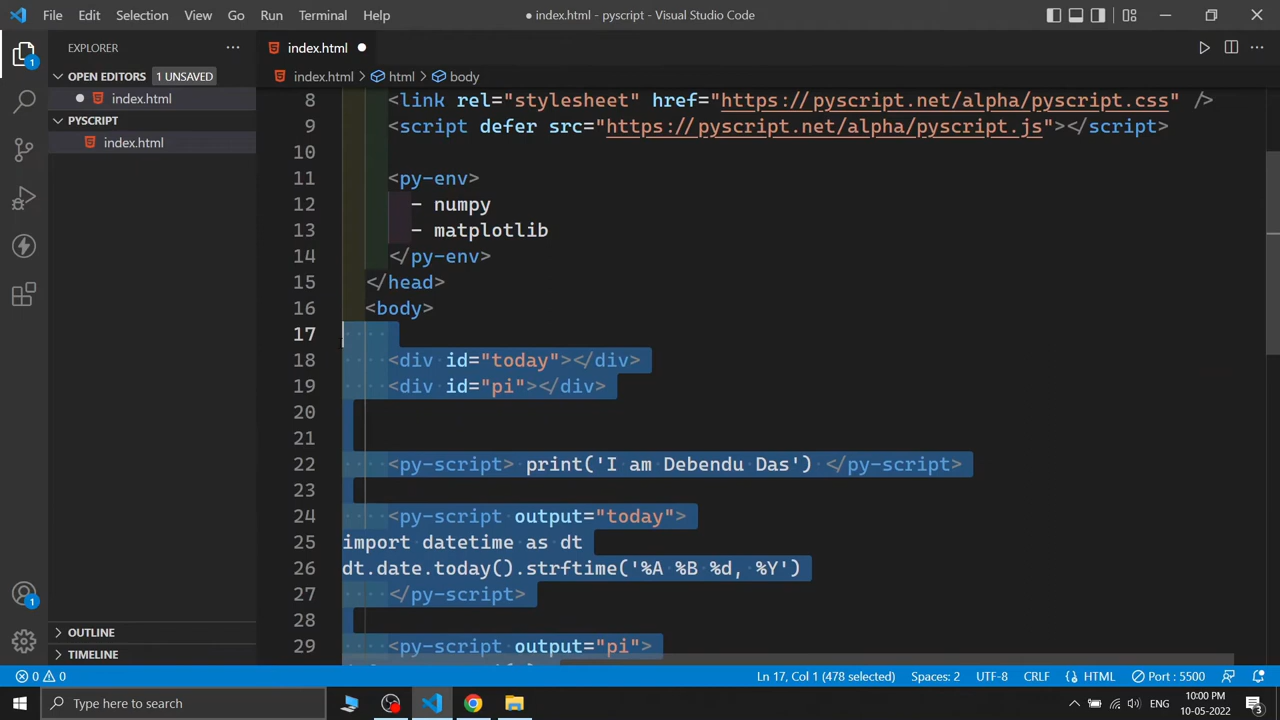 File Edit Selection View Go Run Terminal Help
● index.html - pyscript - Visual Studio Code
EXPLORER
OPEN EDITORS 1 UNSAVED
index.html
PYSCRIPT
index.html
OUTLINE
TIMELINE
1
1
index.html
index.html > html > body
8 <link rel="stylesheet" href="https://pyscript.net/alpha/pyscript.css" />
9 <script defer src="https://pyscript.net/alpha/pyscript.js"></script>
10
11 <py-env>
12 - numpy
13 - matplotlib
14 </py-env>
15 </head>
16 <body>
17
18 <div id="today"></div>
19 <div id="pi"></div>
20
21
22 <py-script> print('I am Debendu Das') </py-script>
23
24 <py-script output="today">
25 import datetime as dt
26 dt.date.today().strftime('%A %B %d, %Y')
27 </py-script>
28
29 <py-script output="pi">
0 0 Ln 17, Col 1 (478 selected) Spaces: 2 UTF-8 CRLF HTML Port : 5500
Type here to search
ENG
10:00 PM
10-05-2022
3